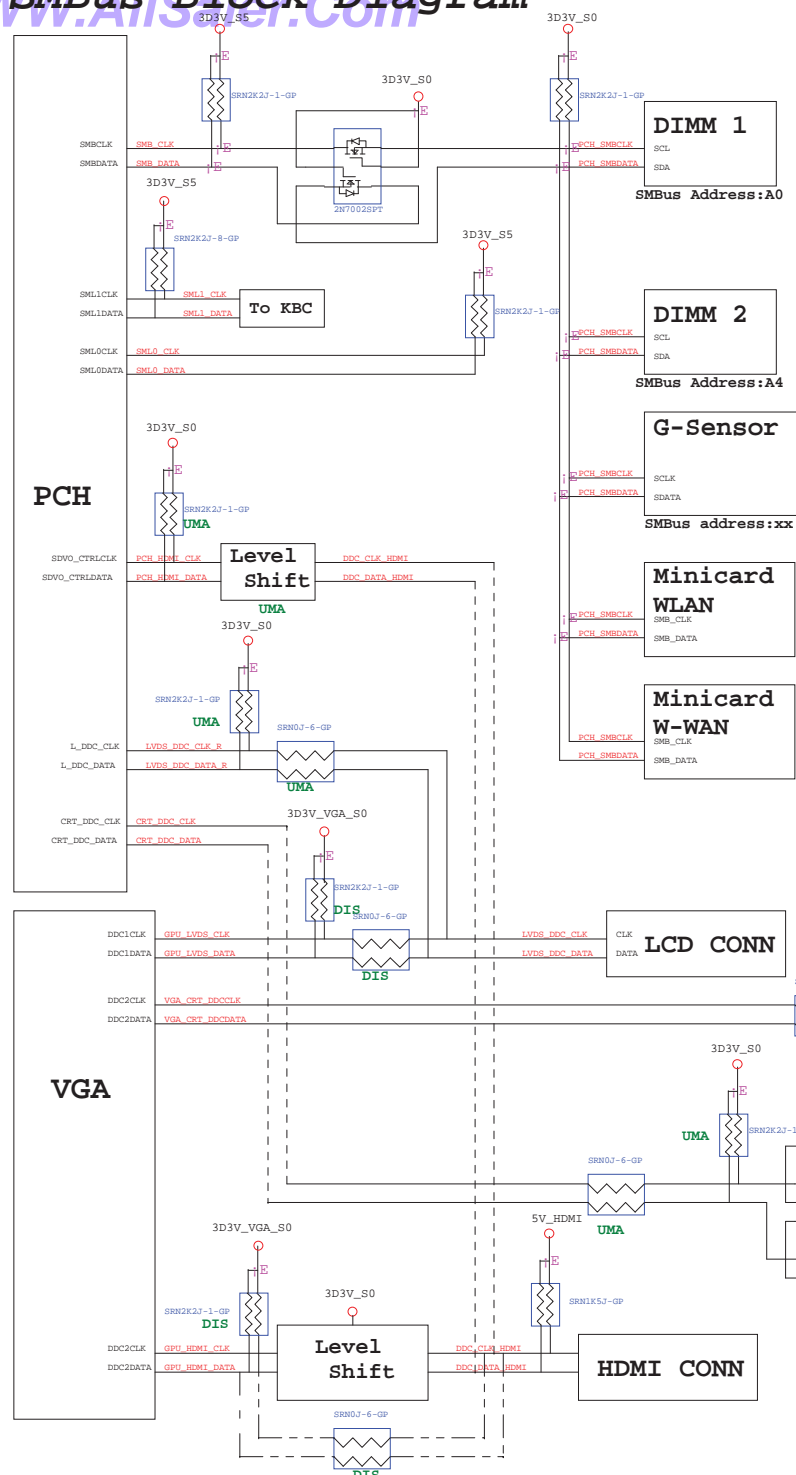 SMBus Block Diagram
www.AliSaler.Com
3D3V_S5
3D3V_S0
SRN2K2J-1-GP
3D3V_S0
SRN2K2J-1-GP
DIMM 1
SMBCLK
SMB_CLK
PCH_SMBCLK
SCL
SMBDATA
SMB_DATA
PCH_SMBDATA
SDA
3D3V_S5
2N7002SPT
SMBus Address:A0
SRN2K2J-8-GP
3D3V_S5
SML1CLK
SML1_CLK
To KBC
SML1DATA
SML1_DATA
SRN2K2J-1-GP
DIMM 2
PCH_SMBCLK
SCL
SML0CLK
SML0_CLK
PCH_SMBDATA
SDA
SML0DATA
SML0_DATA
SMBus Address:A4
3D3V_S0
G-Sensor
PCH_SMBCLK
SCLK
PCH
PCH_SMBDATA
SDATA
SRN2K2J-1-GP
UMA
SMBus address:xx
SDVO_CTRLCLK
PCH_HDMI_CLK
Level
Shift
DDC_CLK_HDMI
SDVO_CTRLDATA
PCH_HDMI_DATA
DDC_DATA_HDMI
UMA
Minicard
WLAN
PCH_SMBCLK
SMB_CLK
PCH_SMBDATA
SMB_DATA
3D3V_S0
SRN2K2J-1-GP
UMA
SRN0J-6-GP
Minicard
W-WAN
L_DDC_CLK
LVDS_DDC_CLK_R
PCH_SMBCLK
SMB_CLK
L_DDC_DATA
LVDS_DDC_DATA_R
PCH_SMBDATA
SMB_DATA
UMA
3D3V_VGA_S0
CRT_DDC_CLK
CRT_DDC_CLK
CRT_DDC_DATA
CRT_DDC_DATA
SRN2K2J-1-GP
DIS
SRN0J-6-GP
DDC1CLK
GPU_LVDS_CLK
LVDS_DDC_CLK
CLK
LCD CONN
DDC1DATA
GPU_LVDS_DATA
LVDS_DDC_DATA
DATA
DIS
DDC2CLK
VGA_CRT_DDCCLK
DDC2DATA
VGA_CRT_DDCDATA
3D3V_S0
VGA
UMA
SRN2K2J-1
SRN0J-6-GP
UMA
3D3V_VGA_S0
5V_HDMI
3D3V_S0
SRN2K2J-1-GP
DIS
SRN1K5J-GP
DDC2CLK
GPU_HDMI_CLK
Level
Shift
DDC_CLK_HDMI
DDC2DATA
GPU_HDMI_DATA
DDC_DATA_HDMI
HDMI CONN
SRN0J-6-GP
DIS